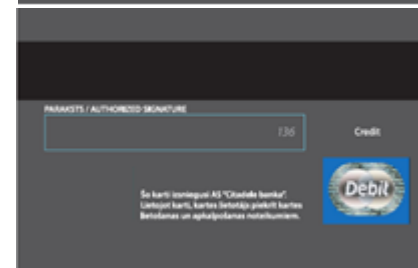 PARAKSTS / AUTHORIZED SIGNATURE
136
Credit
Debit
Šo karti izsniegusi AS "Citadele banka".
Lietojot karti, kartes lietotājs piekrīt kartes
lietošanas un apkalpošanas noteikumiem.